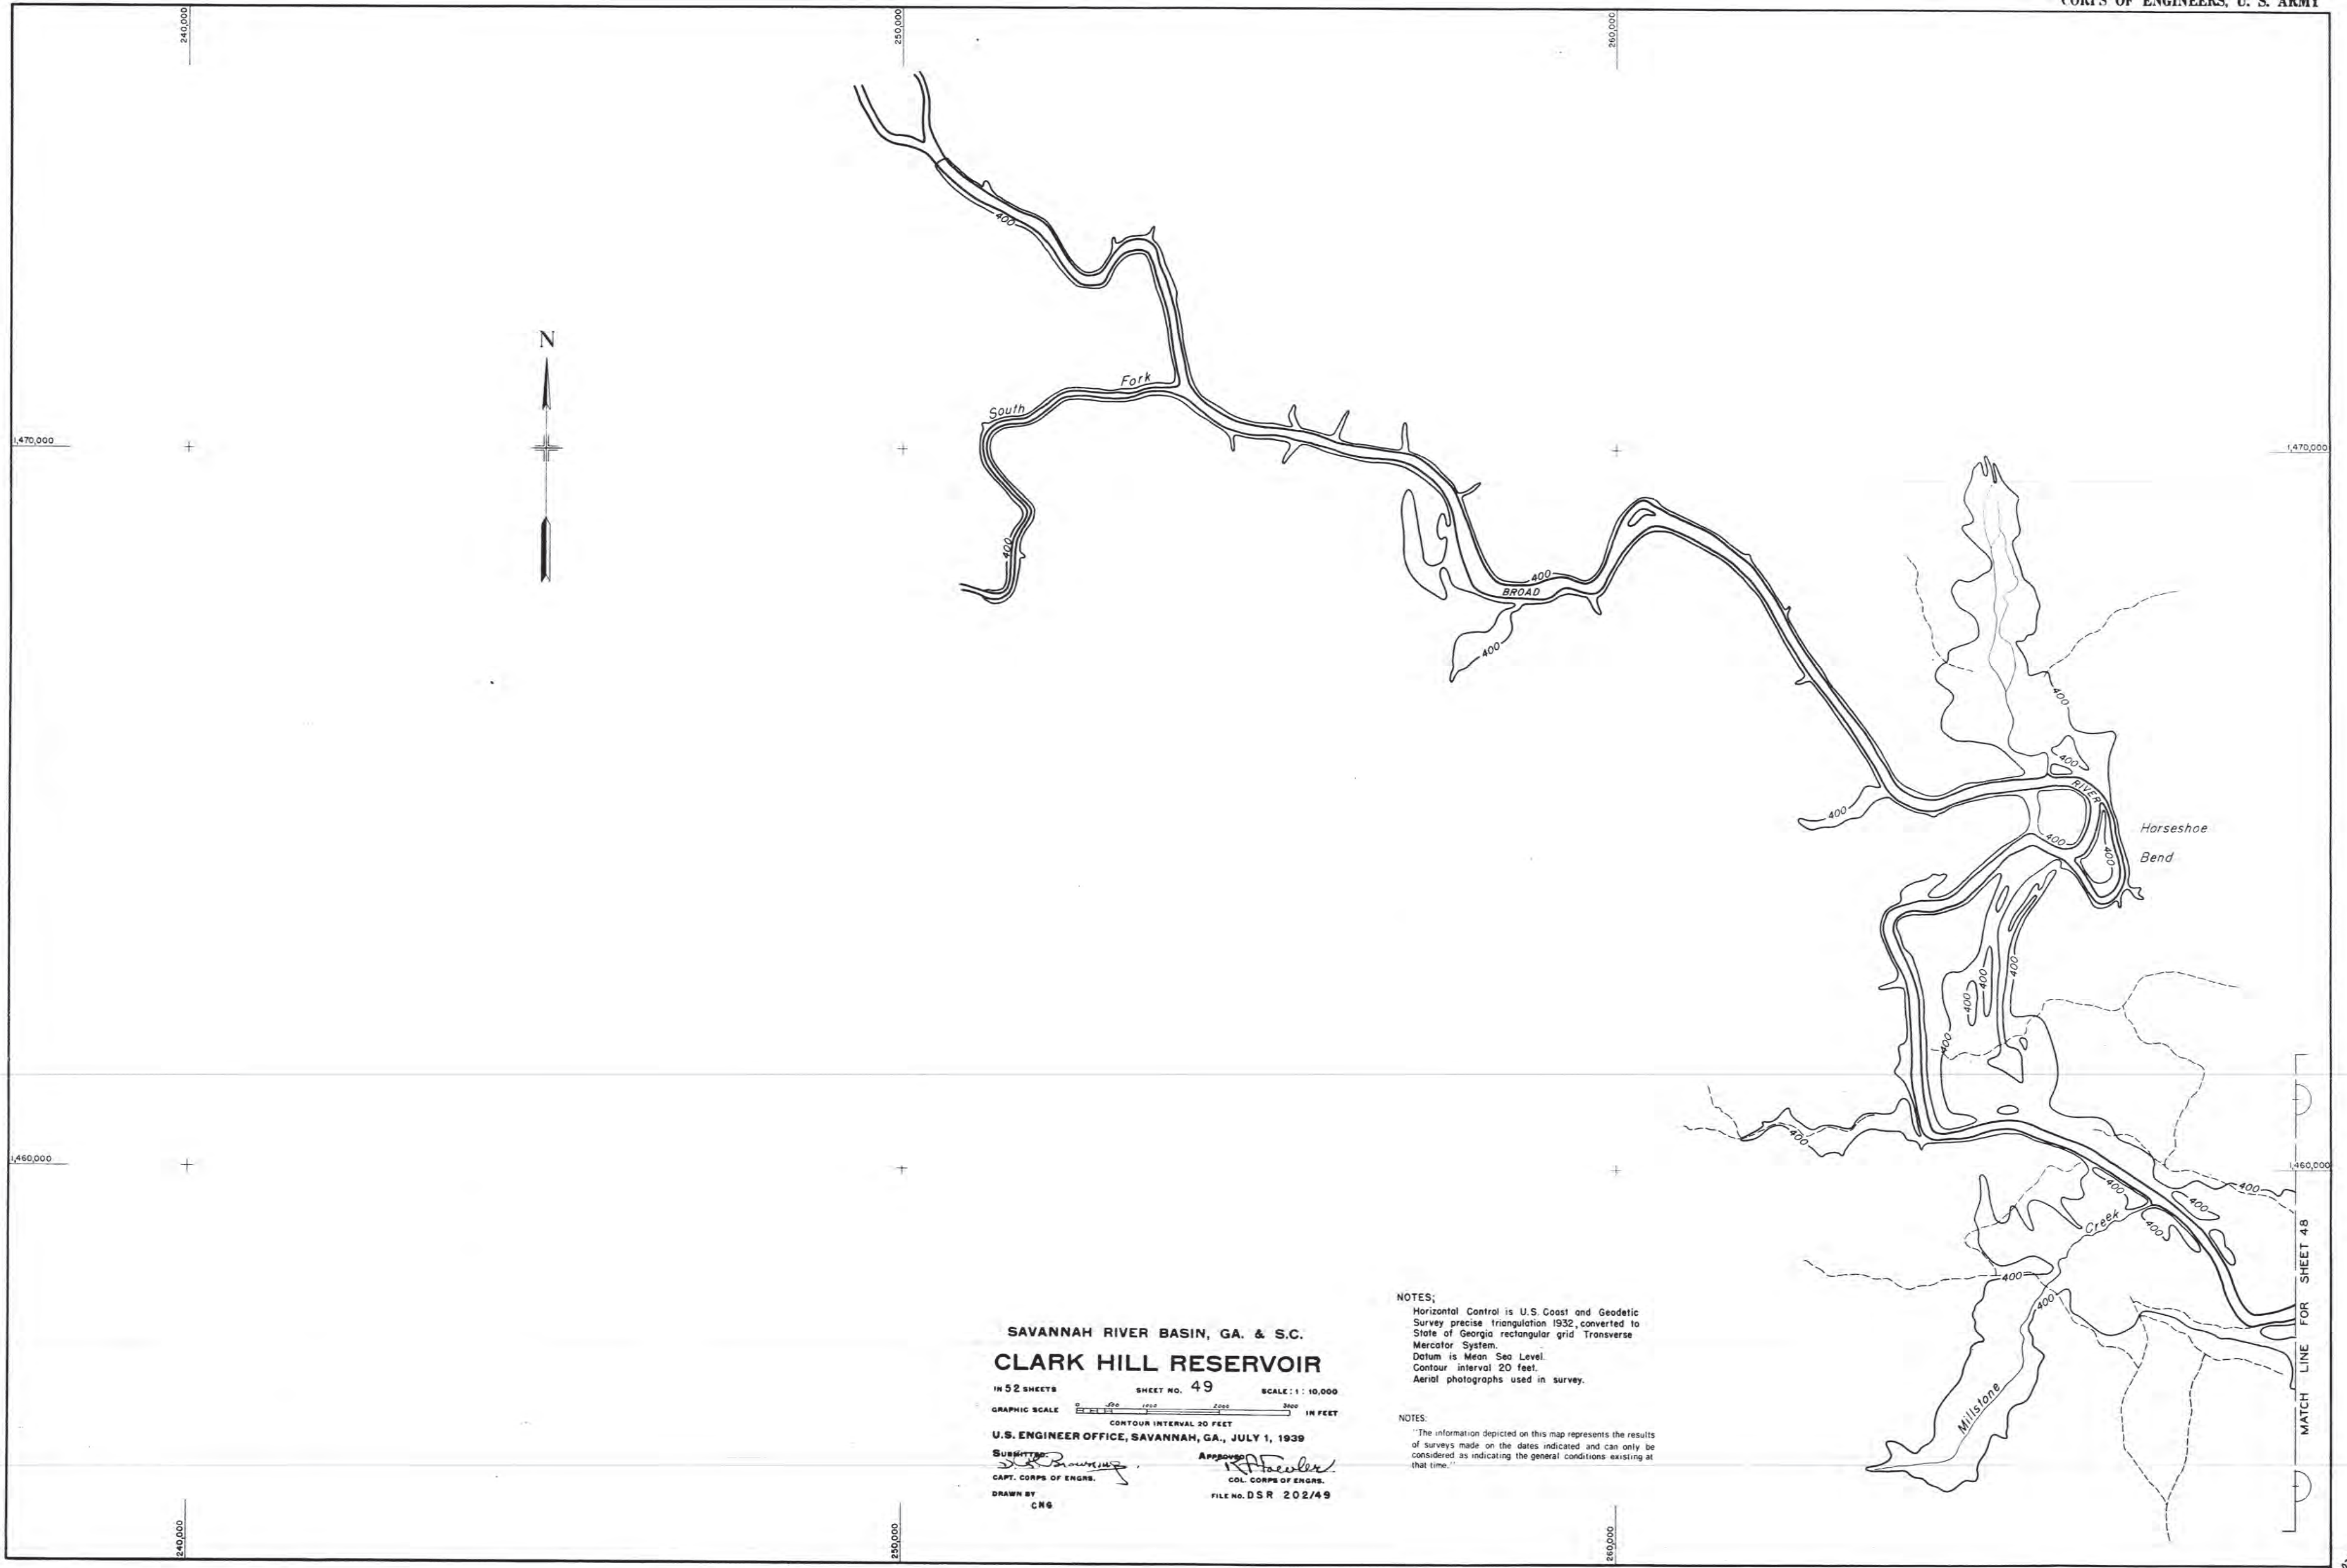 CORPS OF ENGINEERS, U. S. ARMY
240,000
250,000
260,000
N
400
Fork
South
400
1,470,000
1,470,000
400
BROAD
400
400
400
RIVER
400
400
400
Horseshoe
Bend
400
400
400
400
400
1,460,000
1,460,000
400
400
400
400
Creek
400
400
Millstone
MATCH LINE FOR SHEET 48
SAVANNAH RIVER BASIN, GA. & S.C.
CLARK HILL RESERVOIR
IN 52 SHEETS SHEET NO. 49 SCALE: 1 : 10,000
GRAPHIC SCALE 0 500 1000 2000 3000 IN FEET
CONTOUR INTERVAL 20 FEET
U.S. ENGINEER OFFICE, SAVANNAH, GA., JULY 1, 1939
SUBMITTED: APPROVED:
CAPT. CORPS OF ENGRS. COL. CORPS OF ENGRS.
DRAWN BY FILE NO. DSR 202/49
CNG
NOTES;
Horizontal Control is U.S. Coast and Geodetic
Survey precise triangulation 1932, converted to
State of Georgia rectangular grid Transverse
Mercator System.
Datum is Mean Sea Level.
Contour interval 20 feet.
Aerial photographs used in survey.
NOTES:
"The information depicted on this map represents the results
of surveys made on the dates indicated and can only be
considered as indicating the general conditions existing at
that time."
240,000
250,000
260,000